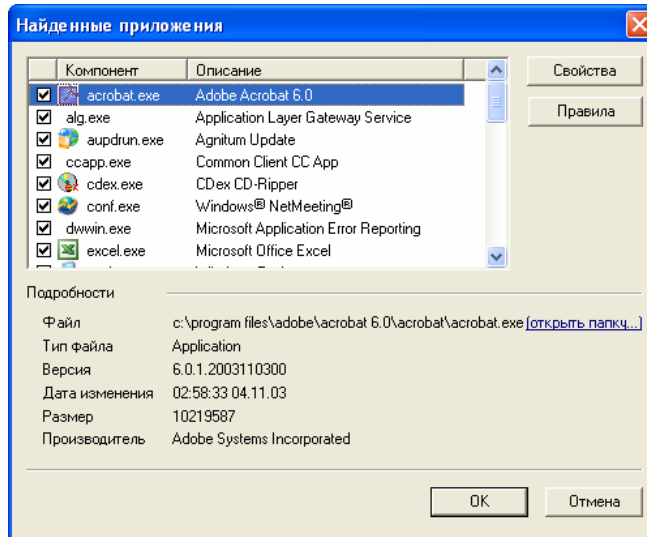 Найденные приложения
Компонент Описание
acrobat.exe Adobe Acrobat 6.0
alg.exe Application Layer Gateway Service
aupdrun.exe Agnitum Update
ccapp.exe Common Client CC App
cdex.exe CDex CD-Ripper
conf.exe Windows® NetMeeting®
dwwin.exe Microsoft Application Error Reporting
excel.exe Microsoft Office Excel
Свойства
Правила
Подробности
Файл c:\program files\adobe\acrobat 6.0\acrobat\acrobat.exe (открыть папку...)
Тип файла Application
Версия 6.0.1.2003110300
Дата изменения 02:58:33 04.11.03
Размер 10219587
Производитель Adobe Systems Incorporated
OK Отмена